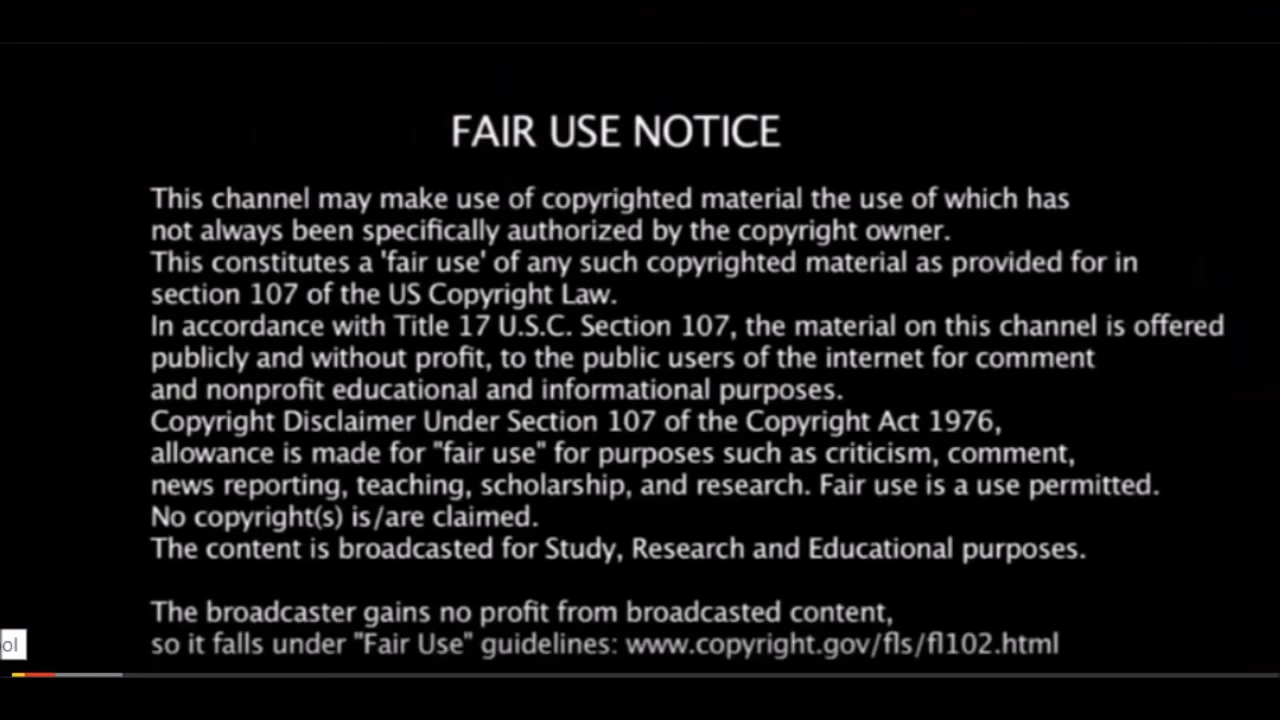 FAIR USE NOTICE
This channel may make use of copyrighted material the use of which has
not always been specifically authorized by the copyright owner.
This constitutes a 'fair use' of any such copyrighted material as provided for in
section 107 of the US Copyright Law.
In accordance with Title 17 U.S.C. Section 107, the material on this channel is offered
publicly and without profit, to the public users of the internet for comment
and nonprofit educational and informational purposes.
Copyright Disclaimer Under Section 107 of the Copyright Act 1976,
allowance is made for "fair use" for purposes such as criticism, comment,
news reporting, teaching, scholarship, and research. Fair use is a use permitted.
No copyright(s) is/are claimed.
The content is broadcasted for Study, Research and Educational purposes.
The broadcaster gains no profit from broadcasted content,
ol
so it falls under "Fair Use" guidelines: www.copyright.gov/fls/fl102.html